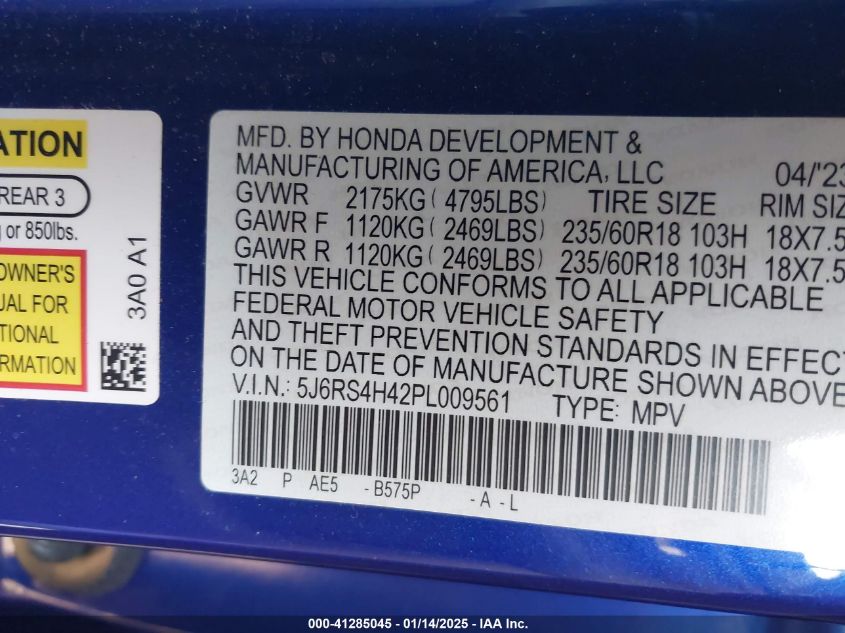 ATION
REAR 3
g or 850lbs.
OWNER'S
UAL FOR
TIONAL
FORMATION
3A0 A1
MFD. BY HONDA DEVELOPMENT &
MANUFACTURING OF AMERICA, LLC 04/'23
GVWR 2175KG ( 4795LBS) TIRE SIZE RIM SIZ
GAWR F 1120KG ( 2469LBS) 235/60R18 103H 18X7.5
GAWR R 1120KG ( 2469LBS) 235/60R18 103H 18X7.5
THIS VEHICLE CONFORMS TO ALL APPLICABLE
FEDERAL MOTOR VEHICLE SAFETY
AND THEFT PREVENTION STANDARDS IN EFFECT
ON THE DATE OF MANUFACTURE SHOWN ABOVE
V.I.N.: 5J6RS4H42PL009561 TYPE: MPV
3A2 P AE5 - B575P - A - L
000-41285045 - 01/14/2025 - IAA Inc.